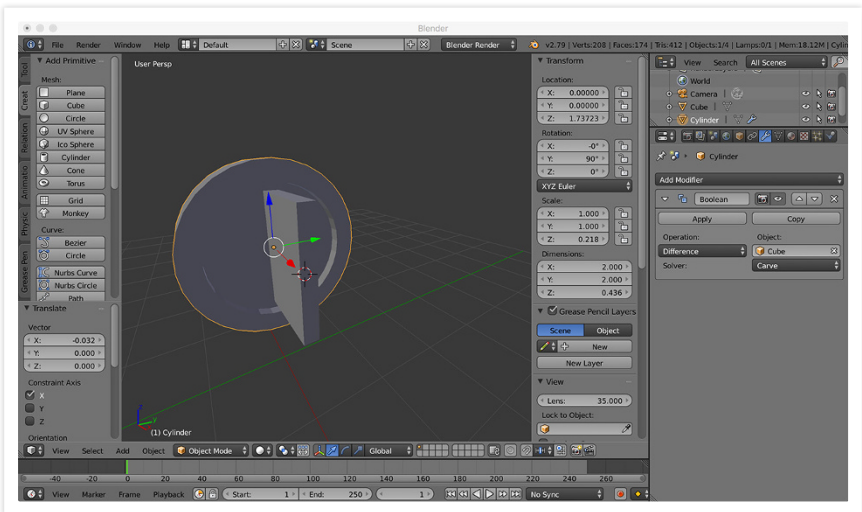 Blender
File Render Window Help Default Scene Blender Render v2.79 | Verts:208 | Faces:174 | Tris:412 | Objects:1/4 | Lamps:0/1 | Mem:18.12M | Cylin
Tool
Creat
Relation
Animatio
Physic
Grease Pen
Add Primitive
Mesh:
Plane
Cube
Circle
UV Sphere
Ico Sphere
Cylinder
Cone
Torus
Grid
Monkey
Curve:
Bezier
Circle
Nurbs Curve
Nurbs Circle
Path
Translate
Vector
X: -0.032
Y: 0.000
Z: 0.000
Constraint Axis
X
Y
Z
Orientation
User Persp
(1) Cylinder
Transform
Location:
X: 0.00000
Y: 0.00000
Z: 1.73723
Rotation:
X: -0°
Y: 90°
Z: 0°
XYZ Euler
Scale:
X: 1.000
Y: 1.000
Z: 0.218
Dimensions:
X: 2.000
Y: 2.000
Z: 0.436
Grease Pencil Layers
Scene Object
New
New Layer
View
Lens: 35.000
Lock to Object:
View Search All Scenes
World
Camera
Cube
Cylinder
Cylinder
Add Modifier
Boolean
Apply Copy
Operation: Object:
Difference Cube
Solver: Carve
View Select Add Object Object Mode Global
-40 -20 0 20 40 60 80 100 120 140 160 180 200 220 240 260
View Marker Frame Playback Start: 1 End: 250 1 No Sync